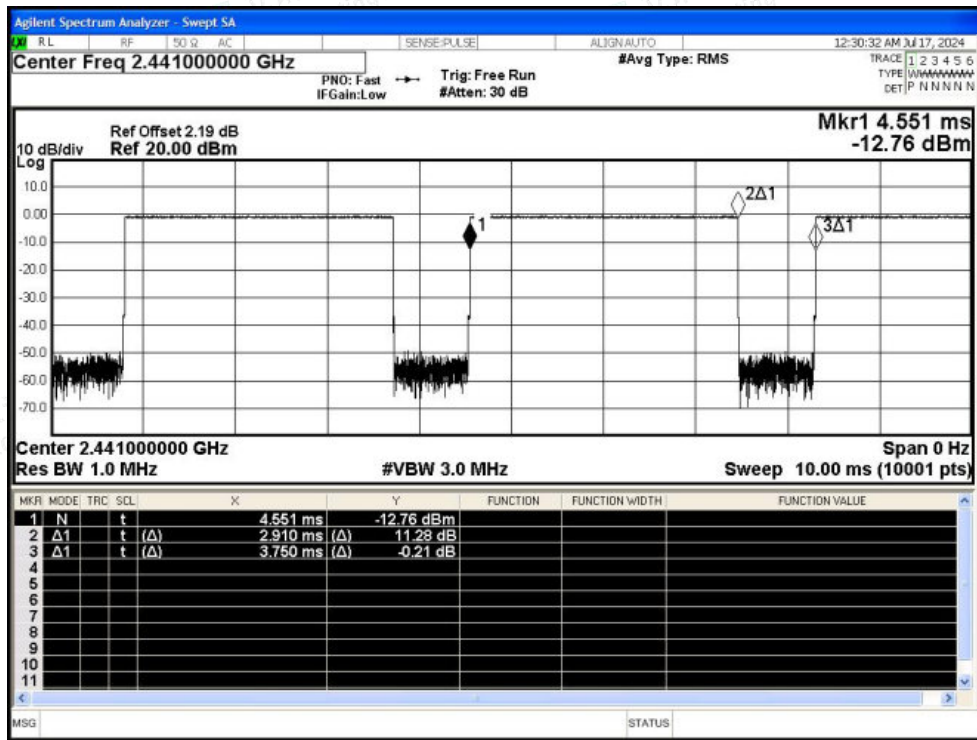 Agilent Spectrum Analyzer - Swept SA
LXI RL RF 50 Ω AC SENSE:PULSE ALIGN AUTO 12:30:32 AM Jul 17, 2024
Center Freq 2.441000000 GHz #Avg Type: RMS TRACE 1 2 3 4 5 6
PNO: Fast Trig: Free Run TYPE WWWWWW
IFGain:Low #Atten: 30 dB DET P N N N N N
Mkr1 4.551 ms
Ref Offset 2.19 dB
10 dB/div Ref 20.00 dBm -12.76 dBm
Log
10.0
2Δ1
0.00
1 3Δ1
-10.0
-20.0
-30.0
-40.0
-50.0
-60.0
-70.0
Center 2.441000000 GHz Span 0 Hz
Res BW 1.0 MHz #VBW 3.0 MHz Sweep 10.00 ms (10001 pts)
MKR MODE TRC SCL X Y FUNCTION FUNCTION WIDTH FUNCTION VALUE
1 N t 4.551 ms -12.76 dBm
2 Δ1 t (Δ) 2.910 ms (Δ) 11.28 dB
3 Δ1 t (Δ) 3.750 ms (Δ) -0.21 dB
4
5
6
7
8
9
10
11
MSG STATUS